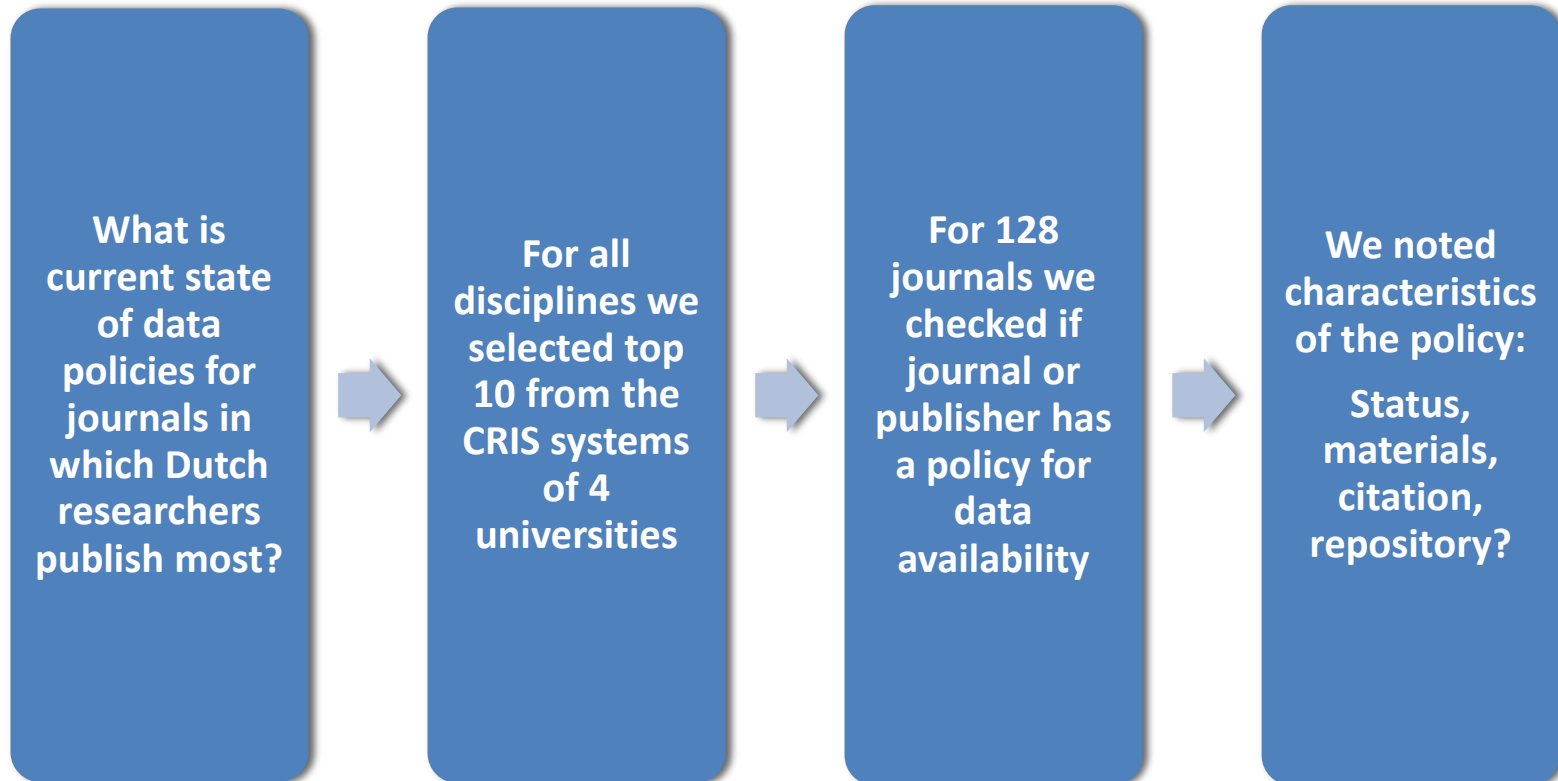 What is
current state
of data
policies for
journals in
which Dutch
researchers
publish most?
For all
disciplines we
selected top
10 from the
CRIS systems
of 4
universities
For 128
journals we
checked if
journal or
publisher has
a policy for
data
availability
We noted
characteristics
of the policy:
Status,
materials,
citation,
repository?